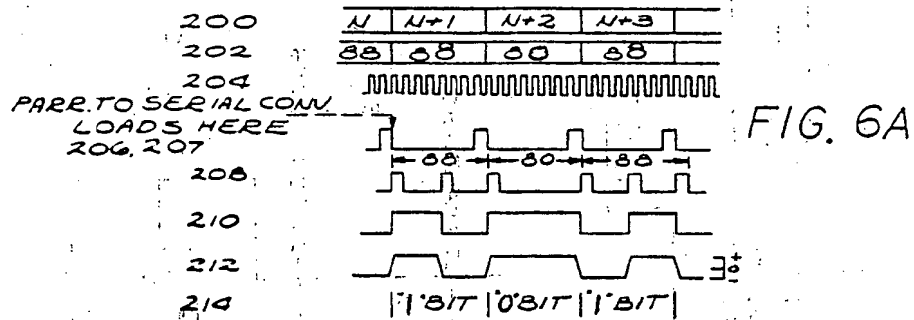 200 N N+1 N+2 N+3
202 88 88 80 88
204
PARR. TO SERIAL CONV.
LOADS HERE
206, 207
FIG. 6A
88 80 88
208
210
212 + 0 -
214 "1"BIT "0"BIT "1"BIT